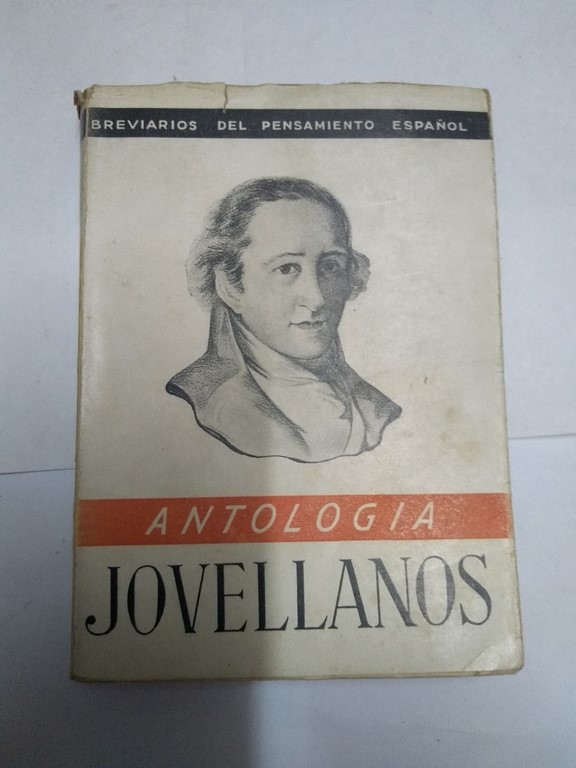 BREVIARIOS DEL PENSAMIENTO ESPAÑOL
ANTOLOGIA
JOVELLANOS